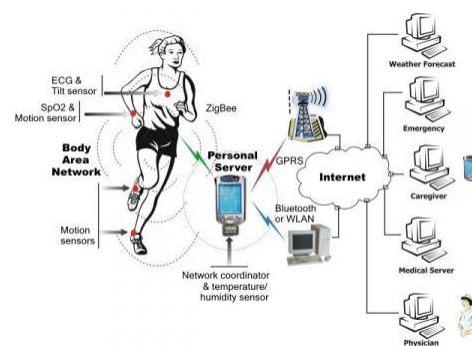 ECG &
Tilt sensor
SpO2 &
Motion sensor
Body
Area
Network
Motion
sensors
ZigBee
Personal
Server
Network coordinator
& temperature/
humidity sensor
GPRS
Bluetooth
or WLAN
Internet
Weather Forecast
Emergency
Caregiver
Medical Server
Physician